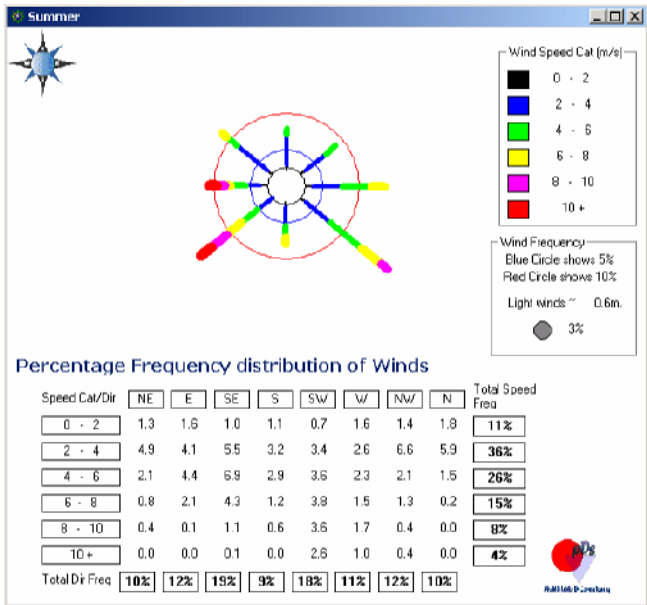 Summer
Wind Speed Cat (m/s)
0 - 2
2 - 4
4 - 6
6 - 8
8 - 10
10 +
Wind Frequency
Blue Circle shows 5%
Red Circle shows 10%
Light winds ~ 0.6m.
3%
Percentage Frequency distribution of Winds
Speed Cat/Dir NE E SE S SW W NW N Total Speed Freq
0 - 2 1.3 1.6 1.0 1.1 0.7 1.6 1.4 1.8 11%
2 - 4 4.9 4.1 5.5 3.2 3.4 2.6 6.6 5.9 36%
4 - 6 2.1 4.4 6.9 2.9 3.6 2.3 2.1 1.5 26%
6 - 8 0.8 2.1 4.3 1.2 3.8 1.5 1.3 0.2 15%
8 - 10 0.4 0.1 1.1 0.6 3.6 1.7 0.4 0.0 8%
10 + 0.0 0.0 0.1 0.0 2.6 1.0 0.4 0.0 4%
Total Dir Freq 10% 12% 19% 9% 18% 11% 12% 10%
pDs